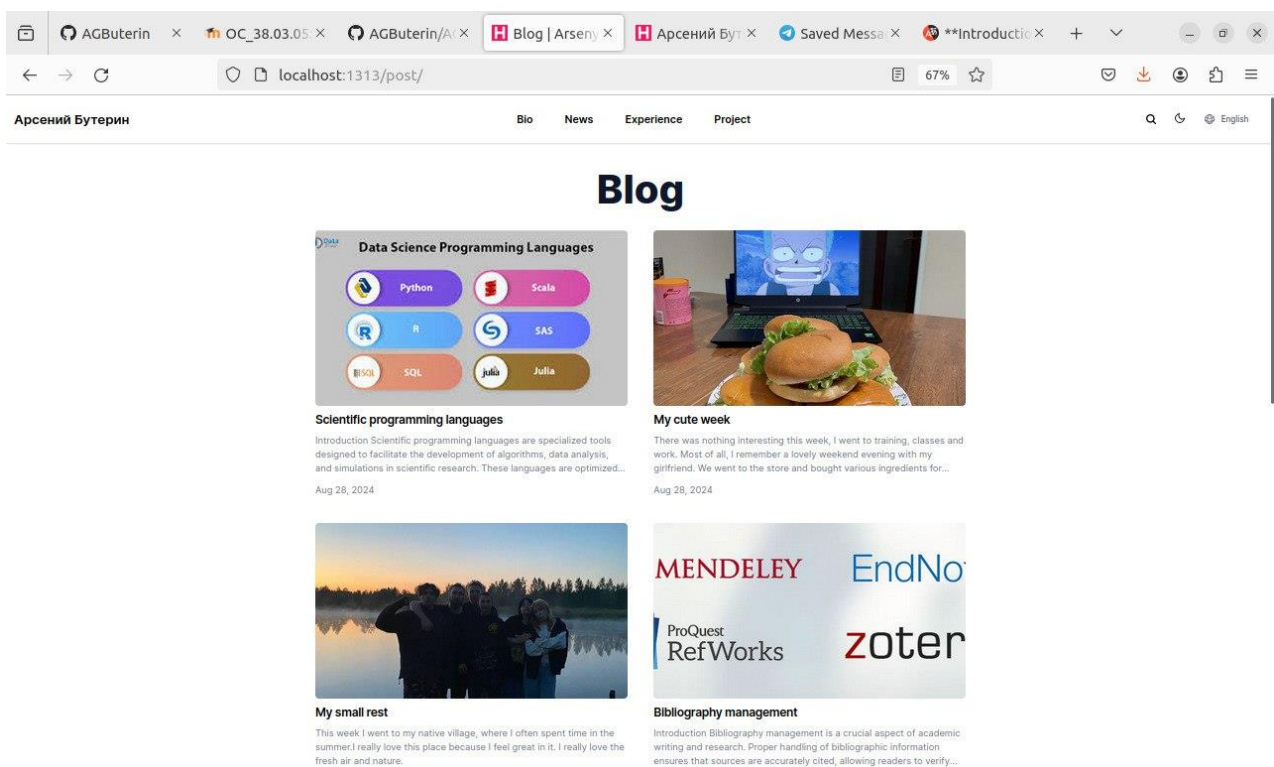 AGButerin
OC_38.03.05
AGButerin/A
Blog | Arseny
Арсений Бут
Saved Messa
**Introductio
localhost:1313/post/
67%
Арсений Бутерин
Bio
News
Experience
Project
English
Blog
Data
Data Science Programming Languages
Python
Scala
R
R
SAS
SQL
julia
Julia
Scientific programming languages
Introduction Scientific programming languages are specialized tools
designed to facilitate the development of algorithms, data analysis,
and simulations in scientific research. These languages are optimized...
Aug 28, 2024
My cute week
There was nothing interesting this week, I went to training, classes and
work. Most of all, I remember a lovely weekend evening with my
girlfriend. We went to the store and bought various ingredients for...
Aug 28, 2024
My small rest
This week I went to my native village, where I often spent time in the
summer.I really love this place because I feel great in it. I really love the
fresh air and nature.
MENDELEY
EndNo
ProQuest
RefWorks
zoter
Bibliography management
Introduction Bibliography management is a crucial aspect of academic
writing and research. Proper handling of bibliographic information
ensures that sources are accurately cited, allowing readers to verify...